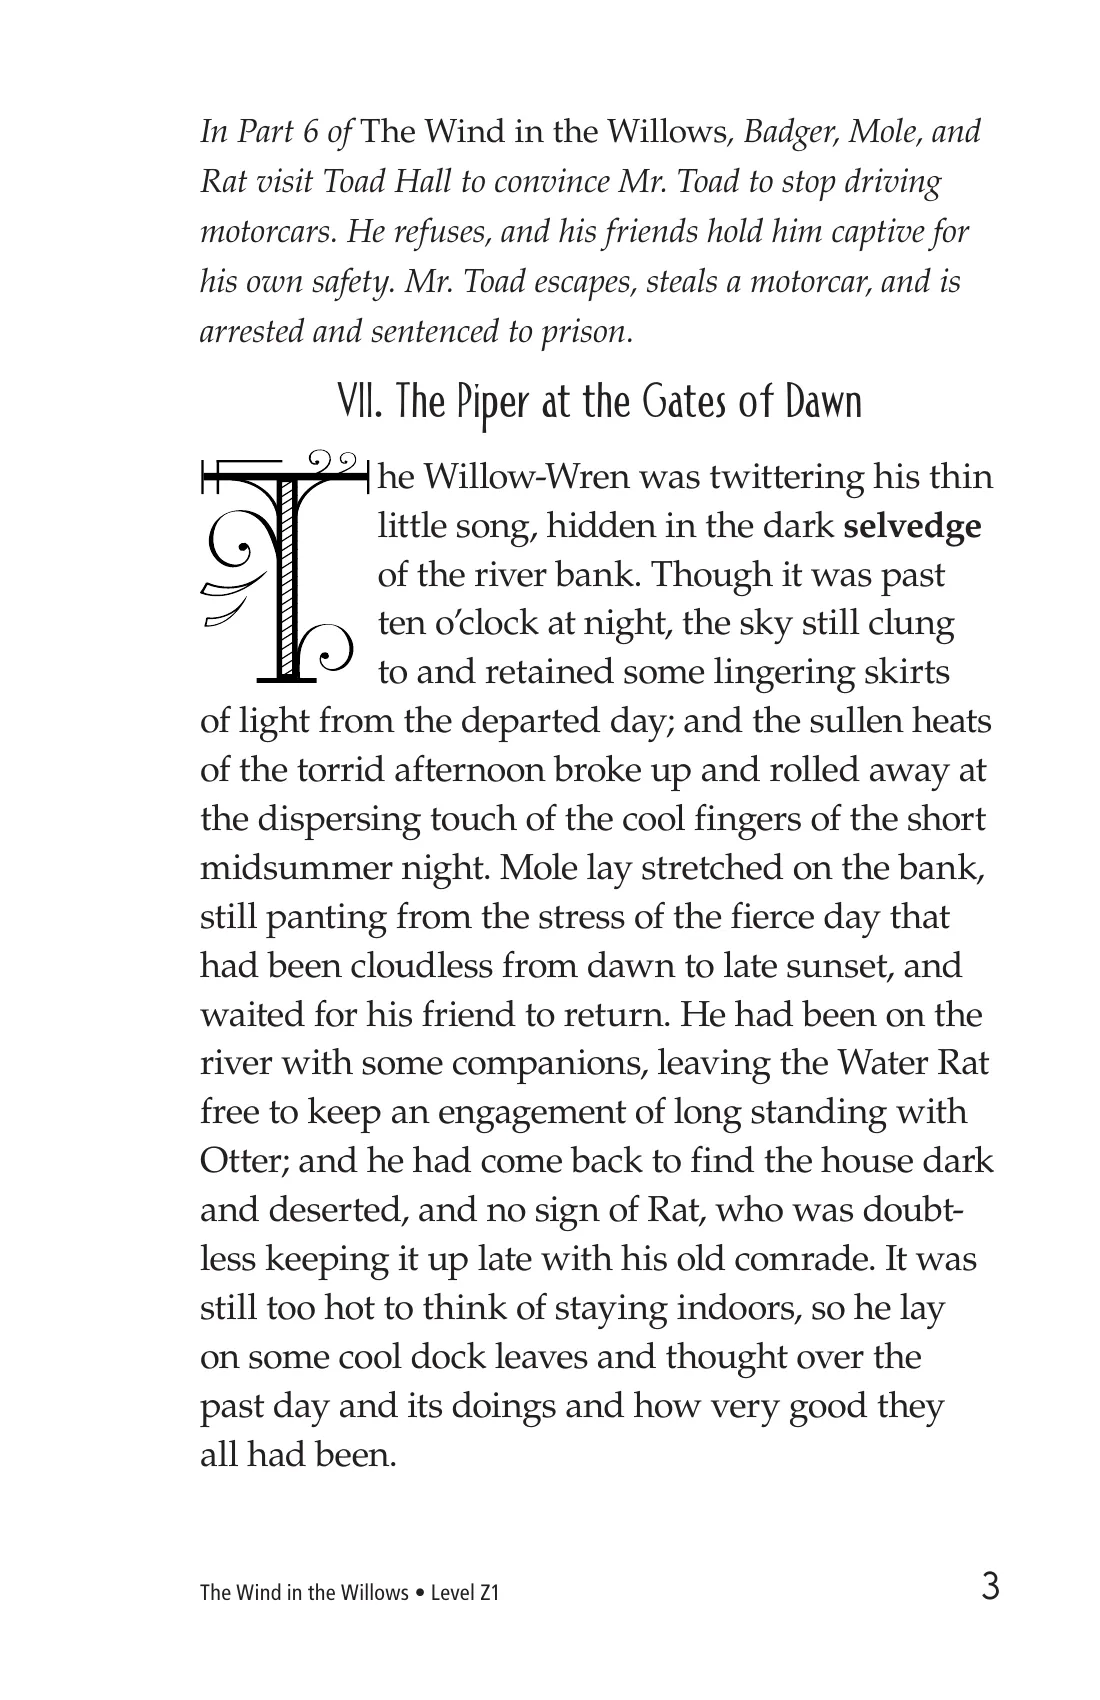 In Part 6 of The Wind in the Willows, Badger, Mole, and
Rat visit Toad Hall to convince Mr. Toad to stop driving
motorcars. He refuses, and his friends hold him captive for
his own safety. Mr. Toad escapes, steals a motorcar, and is
arrested and sentenced to prison.
VII. The Piper at the Gates of Dawn
The Willow-Wren was twittering his thin
little song, hidden in the dark selvedge
of the river bank. Though it was past
ten o’clock at night, the sky still clung
to and retained some lingering skirts
of light from the departed day; and the sullen heats
of the torrid afternoon broke up and rolled away at
the dispersing touch of the cool fingers of the short
midsummer night. Mole lay stretched on the bank,
still panting from the stress of the fierce day that
had been cloudless from dawn to late sunset, and
waited for his friend to return. He had been on the
river with some companions, leaving the Water Rat
free to keep an engagement of long standing with
Otter; and he had come back to find the house dark
and deserted, and no sign of Rat, who was doubt-
less keeping it up late with his old comrade. It was
still too hot to think of staying indoors, so he lay
on some cool dock leaves and thought over the
past day and its doings and how very good they
all had been.
The Wind in the Willows • Level Z1
3